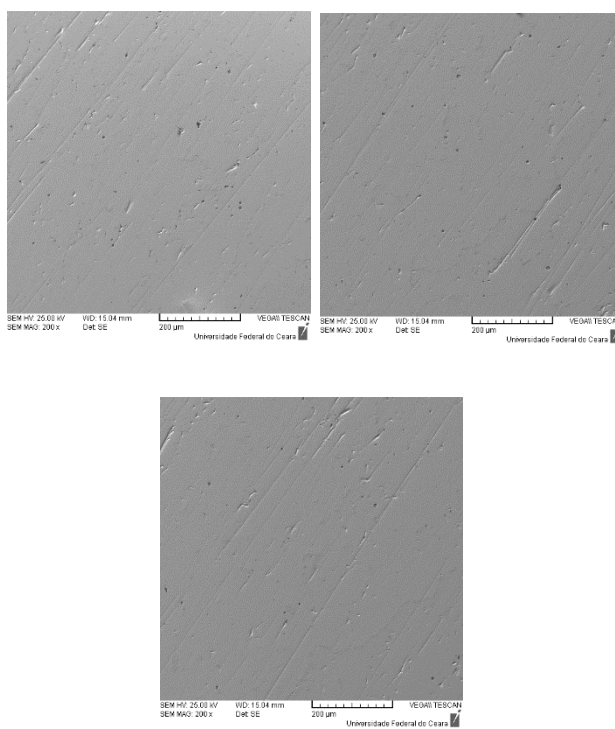 SEM HV: 25.00 kV WD: 15.04 mm VEGA\\ TESCAN
SEM MAG: 200 x Det: SE 200 µm
Universidade Federal do Ceara
SEM HV: 25.00 kV WD: 15.04 mm VEGA\\ TESCAN
SEM MAG: 200 x Det: SE 200 µm
Universidade Federal do Ceara
SEM HV: 25.00 kV WD: 15.04 mm VEGA\\ TESCAN
SEM MAG: 200 x Det: SE 200 µm
Universidade Federal do Ceara